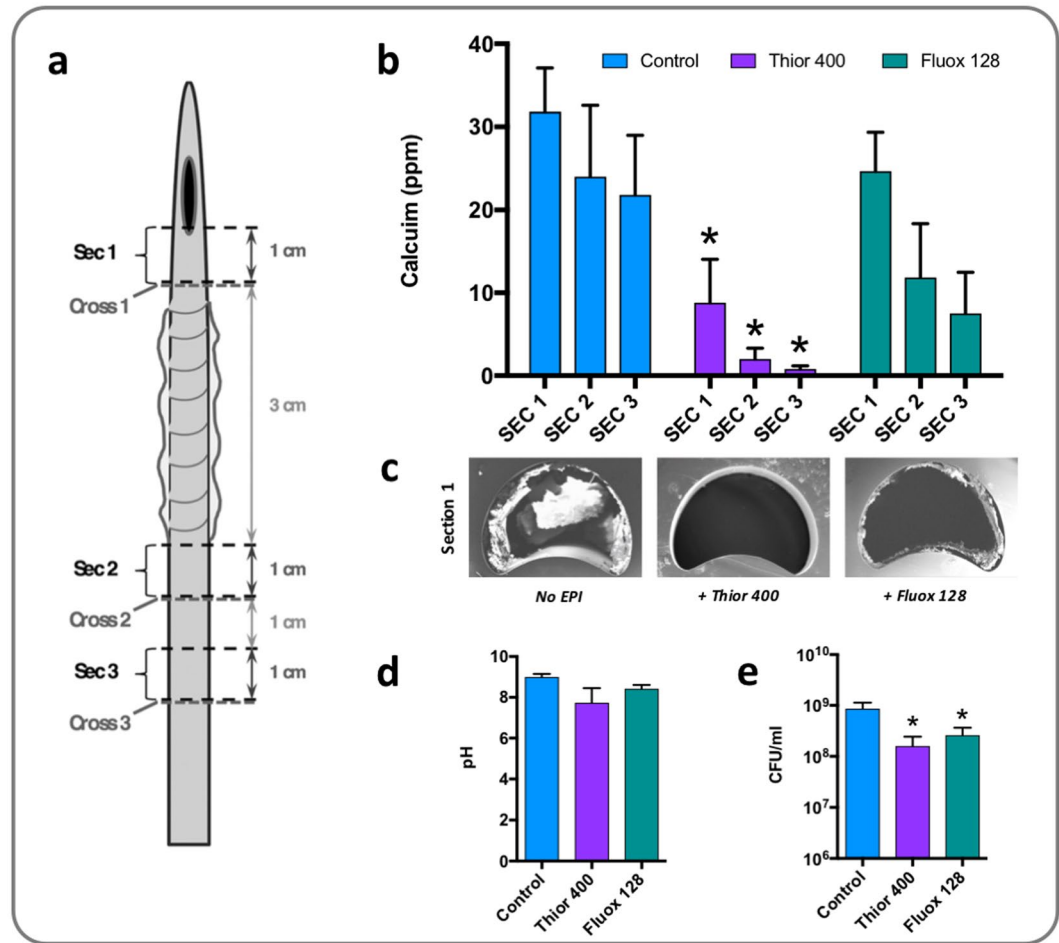 a
Sec 1
1 cm
Cross 1
3 cm
Sec 2
1 cm
Cross 2
1 cm
Sec 3
1 cm
Cross 3
b
Control
Thior 400
Fluox 128
Calcuim (ppm)
40
30
20
10
0
*
*
*
SEC 1
SEC 2
SEC 3
SEC 1
SEC 2
SEC 3
SEC 1
SEC 2
SEC 3
c
Section 1
No EPI
+ Thior 400
+ Fluox 128
d
pH
10
8
6
4
2
0
Control
Thior 400
Fluox 128
e
CFU/ml
10¹⁰
10⁹
10⁸
10⁷
10⁶
*
*
Control
Thior 400
Fluox 128